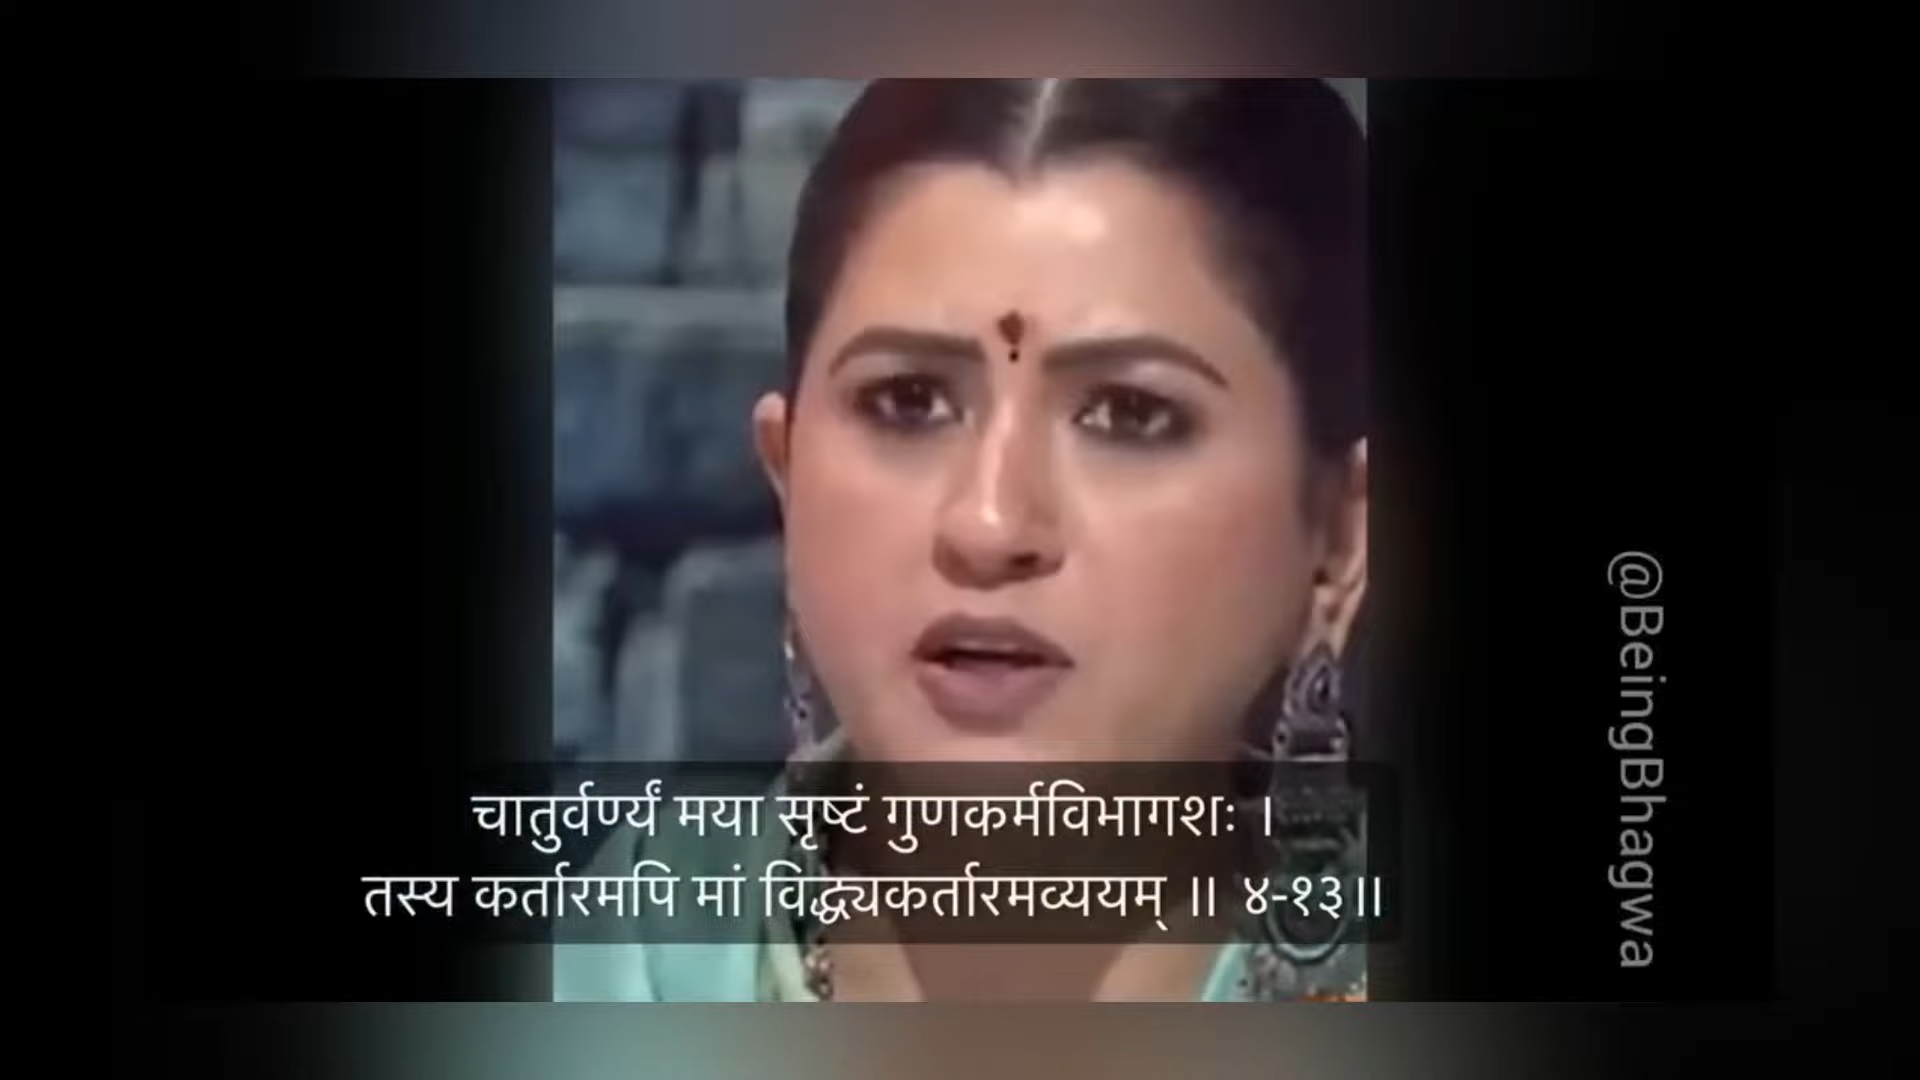 चातुर्वर्ण्यं मया सृष्टं गुणकर्मविभागशः ।
तस्य कर्तारमपि मां विद्ध्यकर्तारमव्ययम् ॥ ४-१३॥
@BeingBhagwa